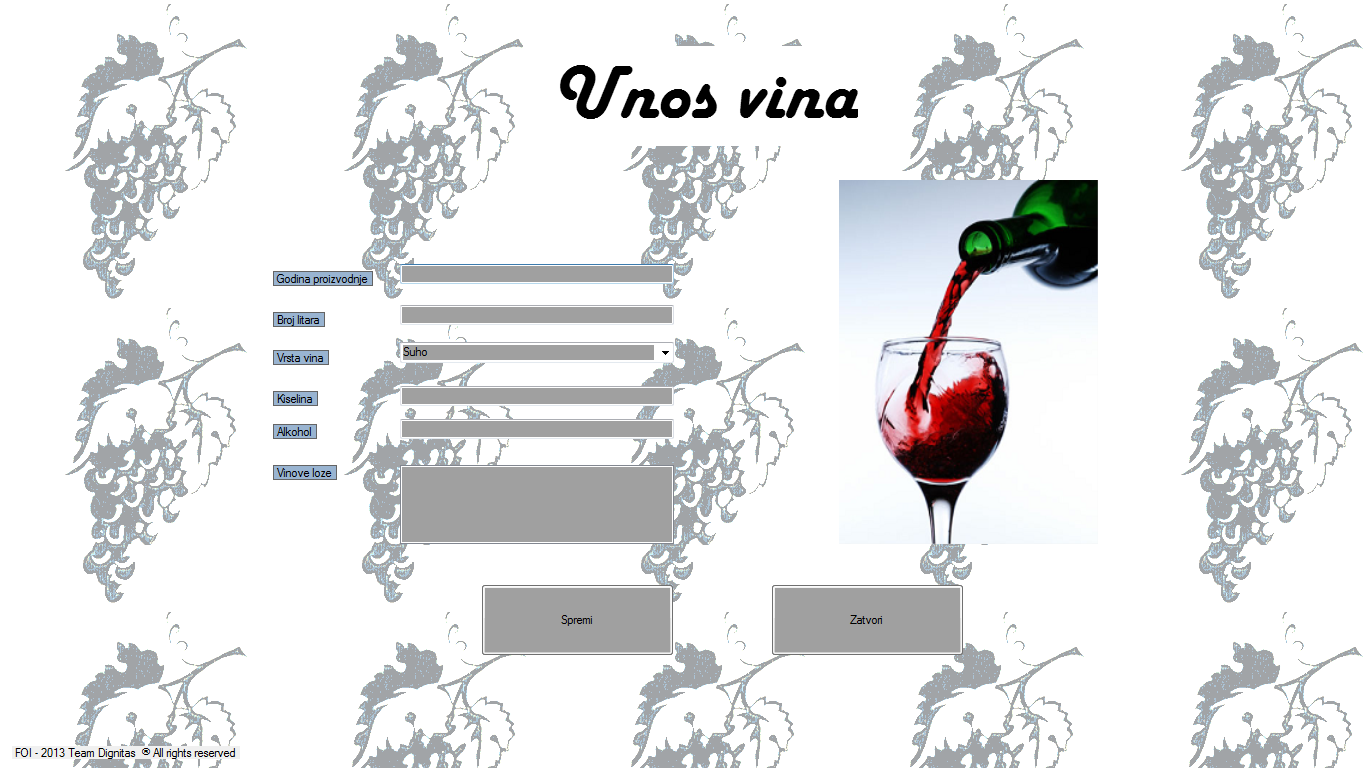 Unos vina
Godina proizvodnje
Broj litara
Vrsta vina Suho
Kiselina
Alkohol
Vinove loze
Spremi Zatvori
FOI - 2013 Team Dignitas ® All rights reserved